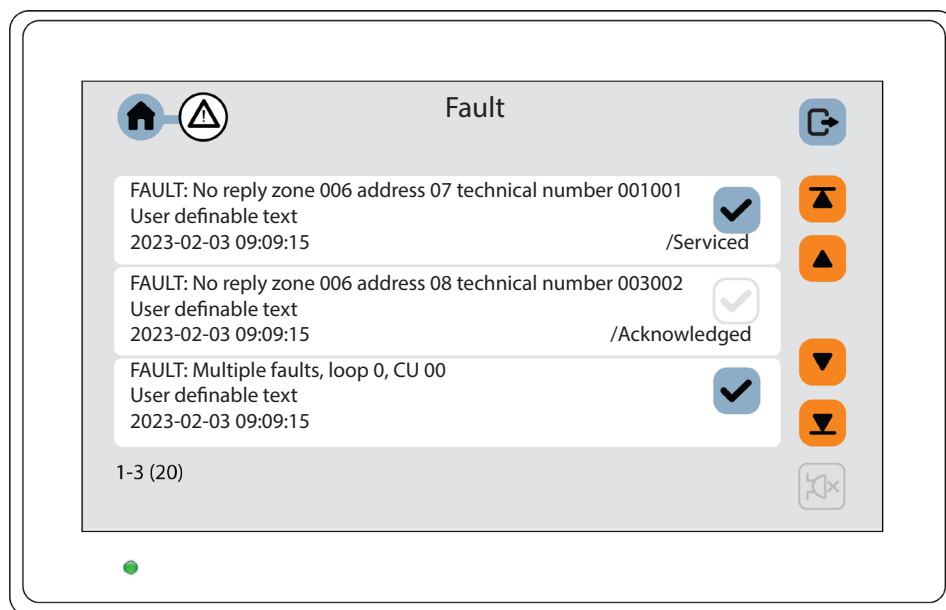 Fault
FAULT: No reply zone 006 address 07 technical number 001001
User definable text
2023-02-03 09:09:15 /Serviced
FAULT: No reply zone 006 address 08 technical number 003002
User definable text
2023-02-03 09:09:15 /Acknowledged
FAULT: Multiple faults, loop 0, CU 00
User definable text
2023-02-03 09:09:15
1-3 (20)